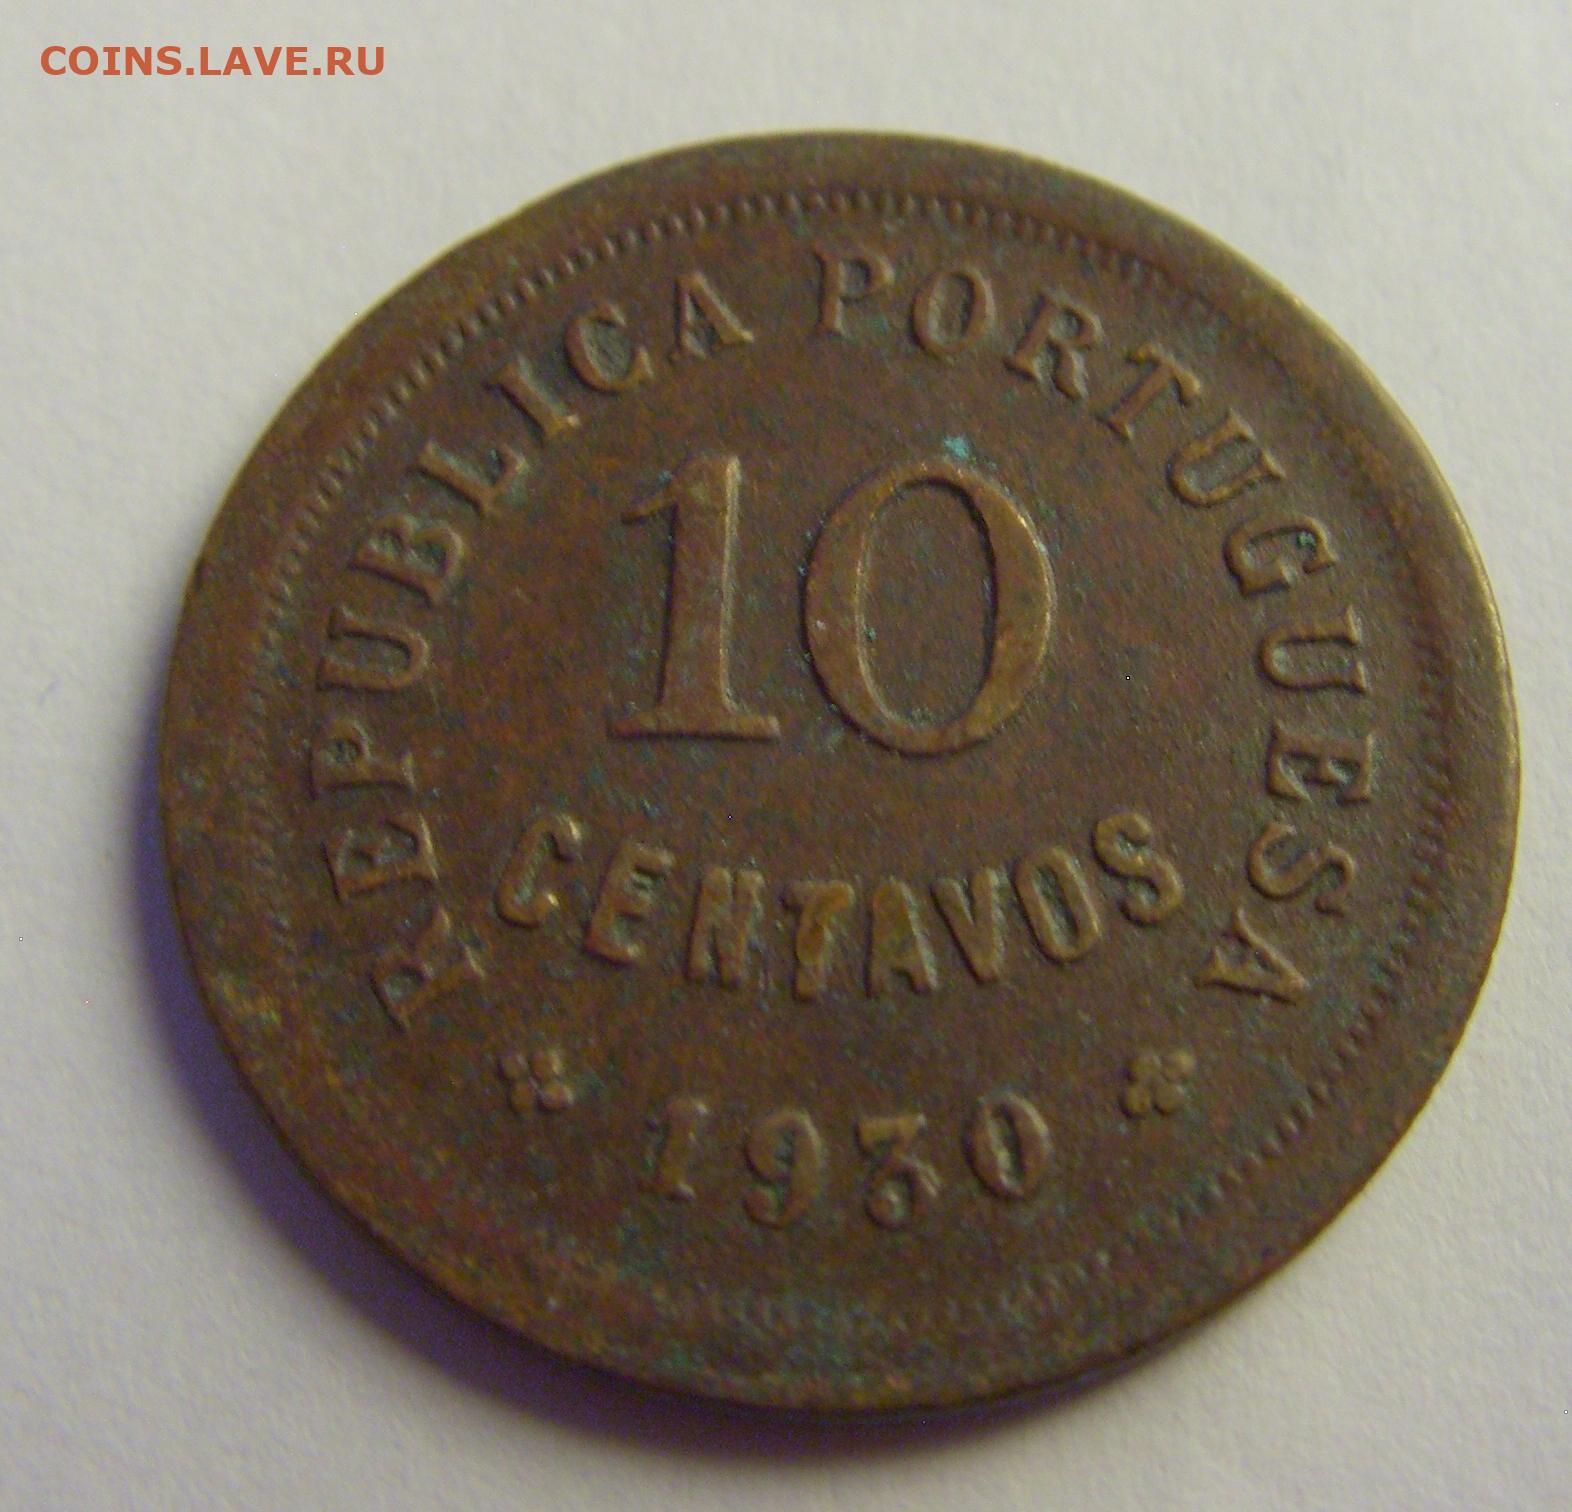 COINS.LAVE.RU
REPUBLICA PORTUGUESA
10
CENTAVOS
1930